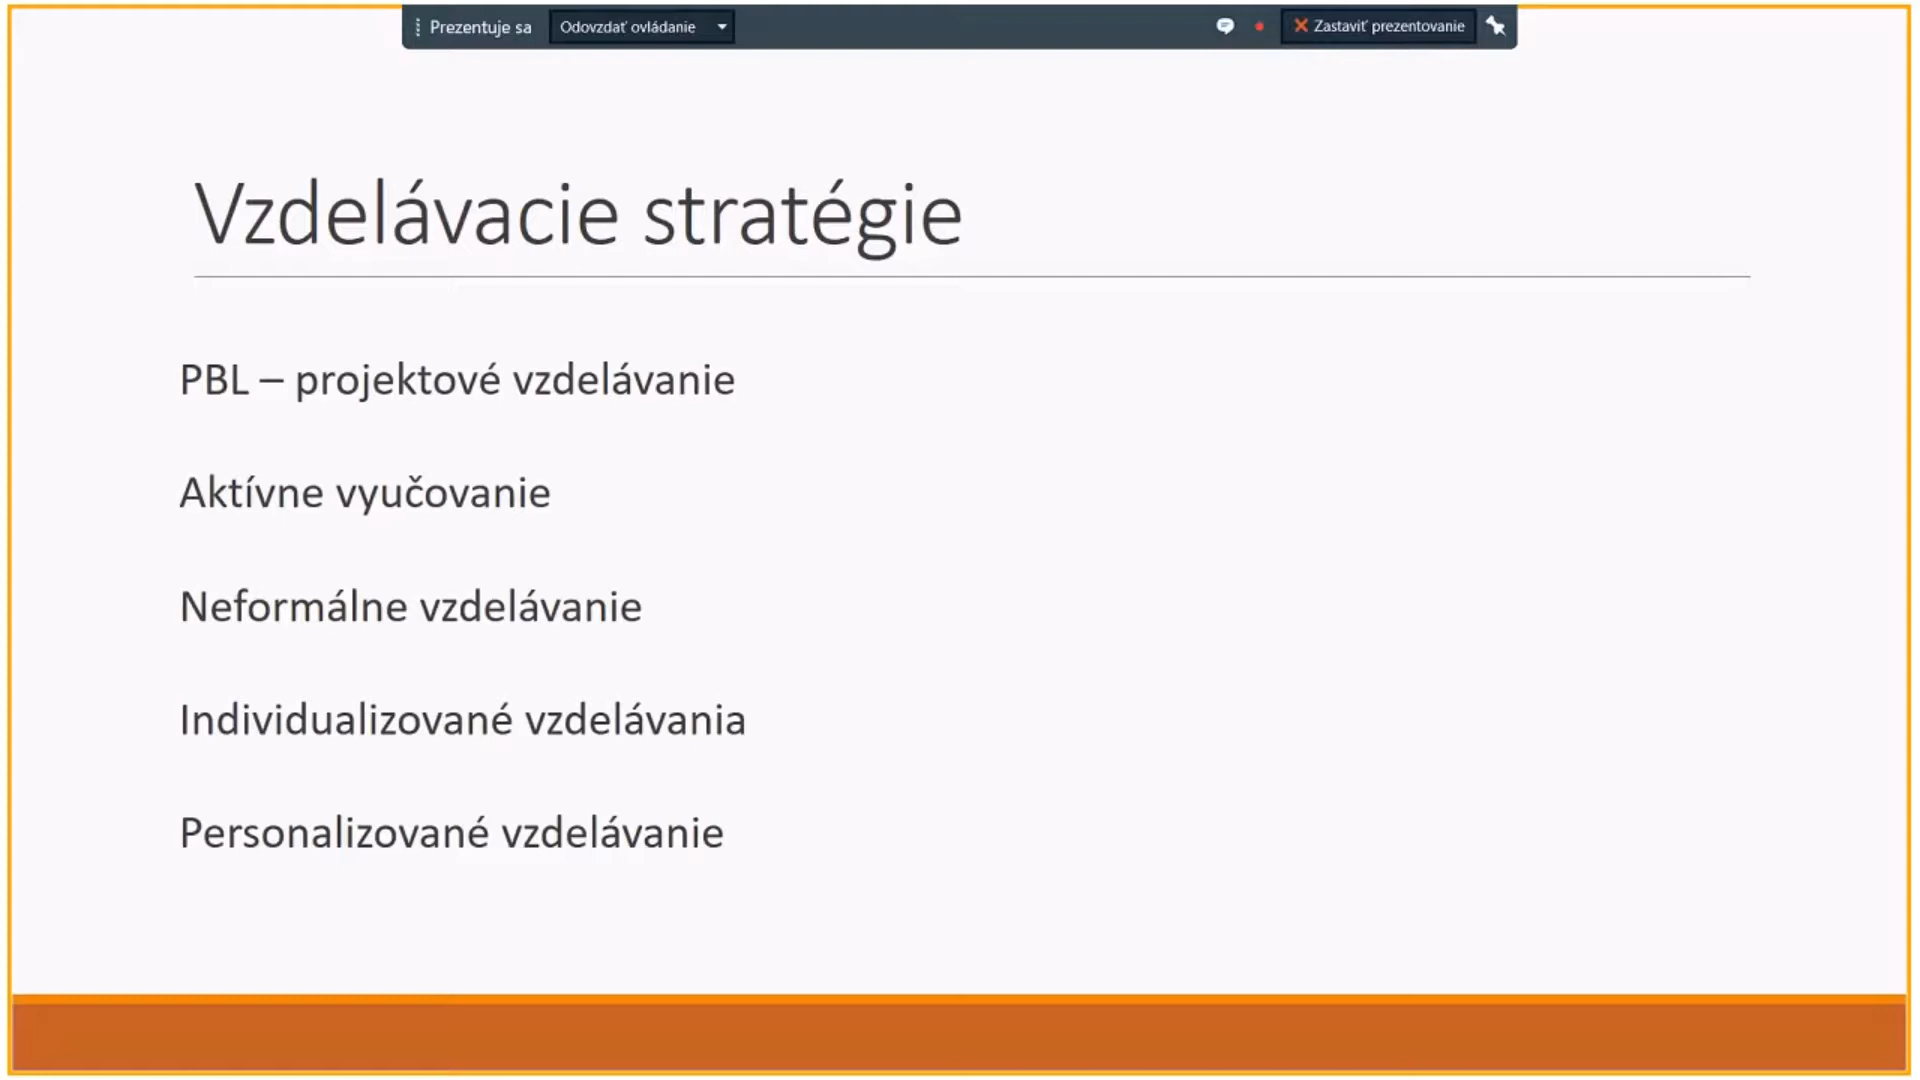 Prezentuje sa
Odovzdať ovládanie
Zastaviť prezentovanie
Vzdelávacie stratégie
PBL – projektové vzdelávanie
Aktívne vyučovanie
Neformálne vzdelávanie
Individualizované vzdelávania
Personalizované vzdelávanie